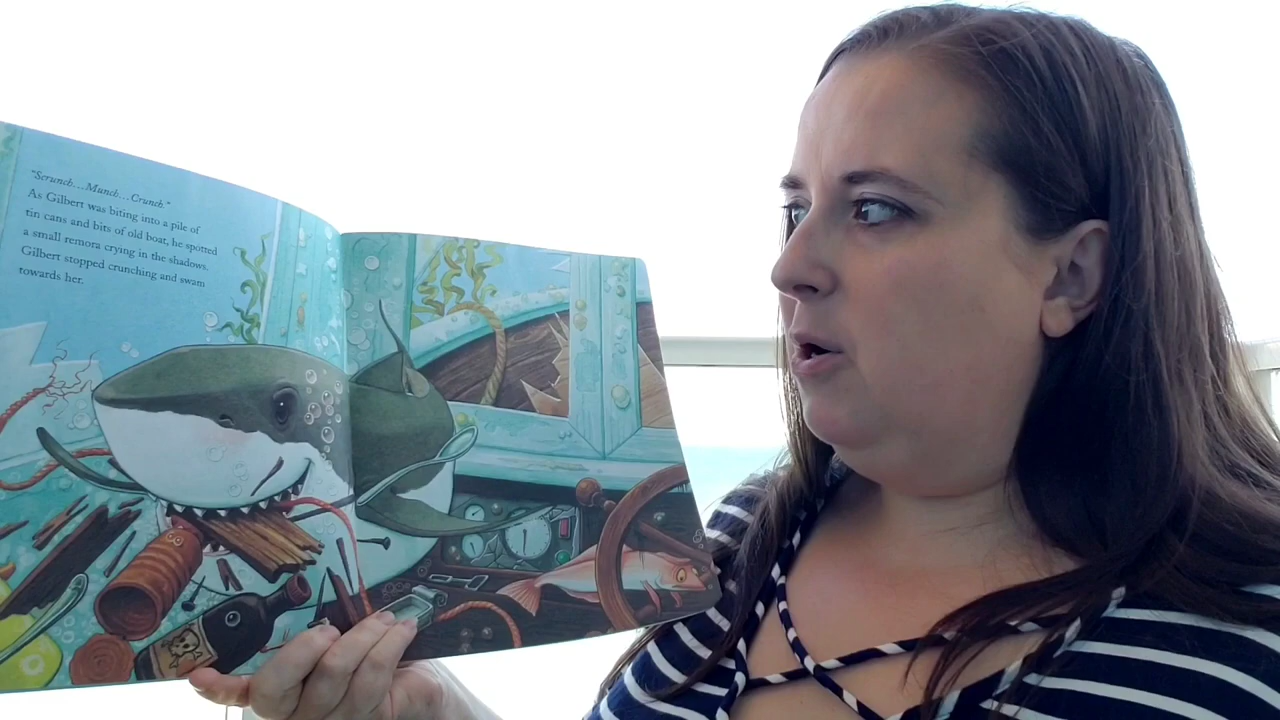 "Scrunch...Munch...Crunch"
As Gilbert was biting into a pile of
tin cans and bits of old boat, he spotted
a small remora crying in the shadows.
Gilbert stopped crunching and swam
towards her.